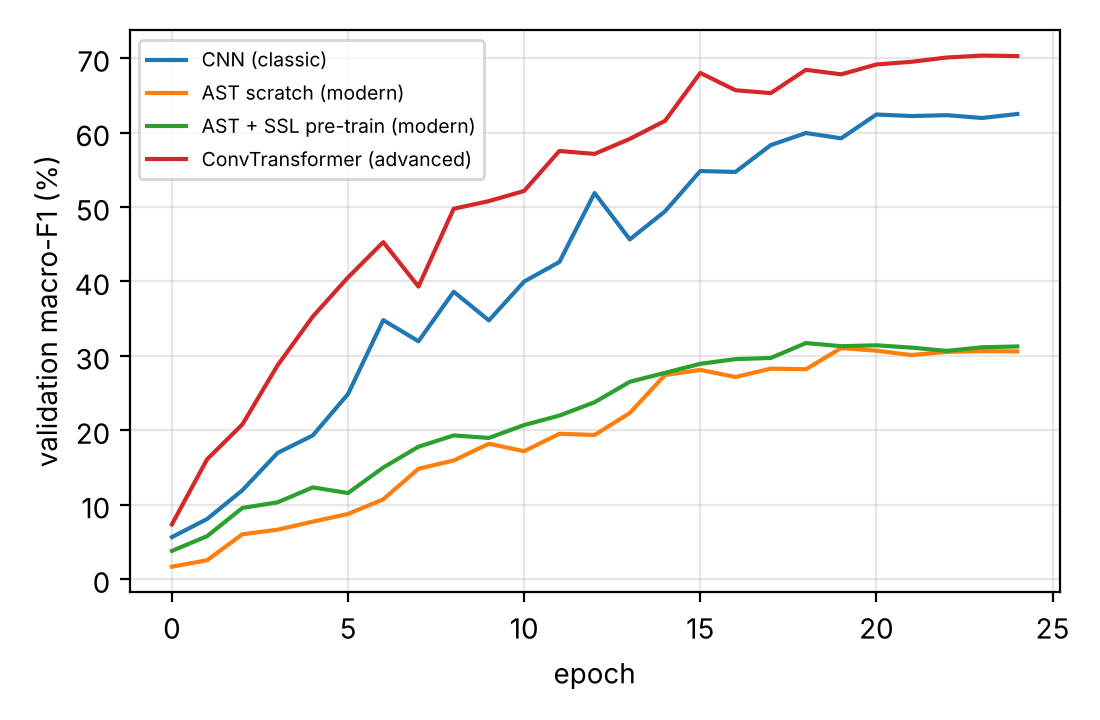 CNN (classic)
AST scratch (modern)
AST + SSL pre-train (modern)
ConvTransformer (advanced)
validation macro-F1 (%)
70
60
50
40
30
20
10
0
0 5 10 15 20 25
epoch